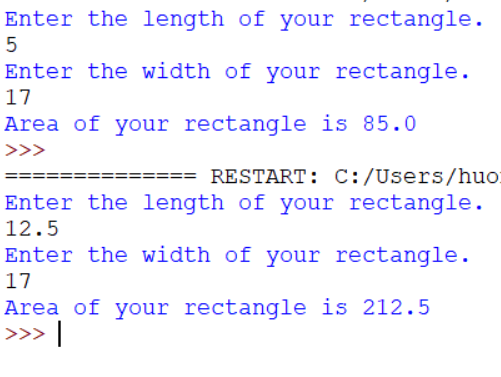 Enter the length of your rectangle.
5
Enter the width of your rectangle.
17
Area of your rectangle is 85.0
>>>
============== RESTART: C:/Users/huo
Enter the length of your rectangle.
12.5
Enter the width of your rectangle.
17
Area of your rectangle is 212.5
>>>